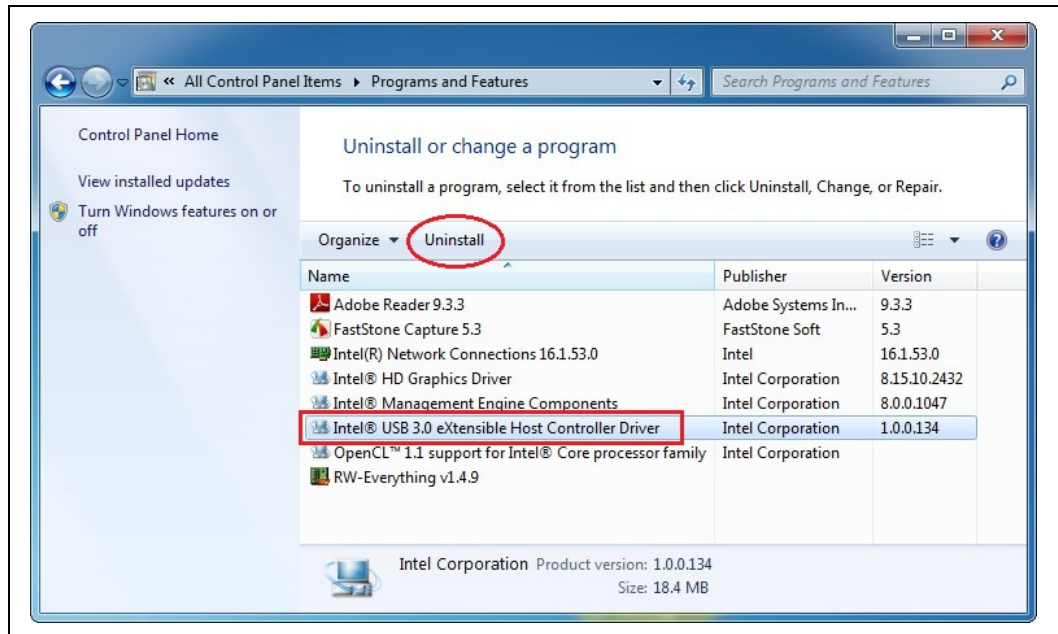 « All Control Panel Items ▸ Programs and Features
Search Programs and Features
Control Panel Home
View installed updates
Turn Windows features on or
off
Uninstall or change a program
To uninstall a program, select it from the list and then click Uninstall, Change, or Repair.
Organize Uninstall
Name Publisher Version
Adobe Reader 9.3.3 Adobe Systems In... 9.3.3
FastStone Capture 5.3 FastStone Soft 5.3
Intel(R) Network Connections 16.1.53.0 Intel 16.1.53.0
Intel® HD Graphics Driver Intel Corporation 8.15.10.2432
Intel® Management Engine Components Intel Corporation 8.0.0.1047
Intel® USB 3.0 eXtensible Host Controller Driver Intel Corporation 1.0.0.134
OpenCL™ 1.1 support for Intel® Core processor family Intel Corporation
RW-Everything v1.4.9
Intel Corporation Product version: 1.0.0.134
Size: 18.4 MB